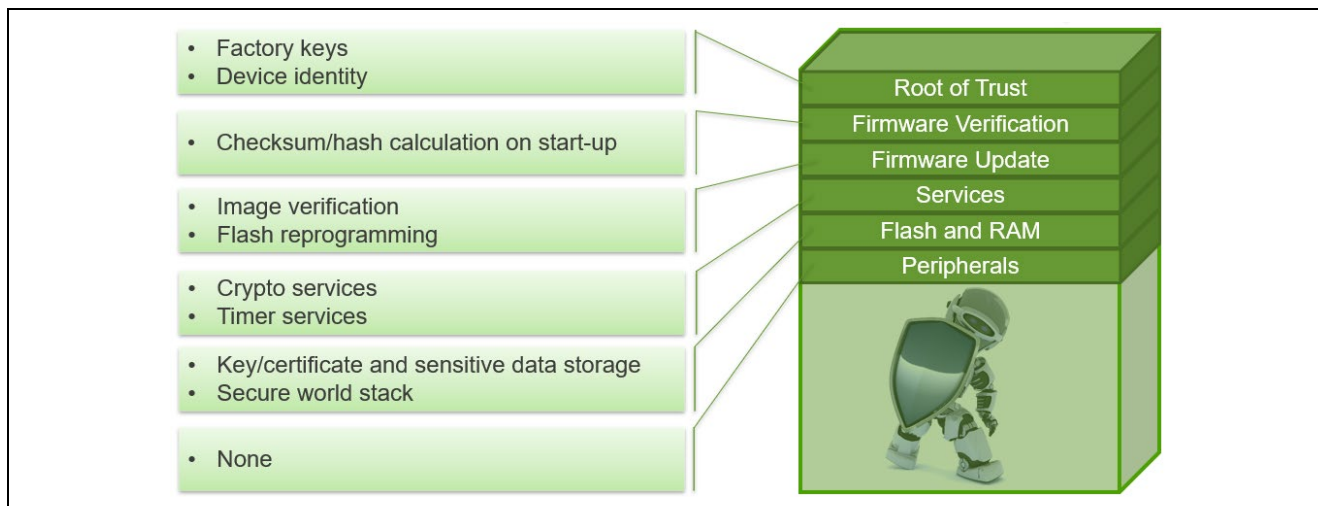 • Factory keys
• Device identity
• Checksum/hash calculation on start-up
• Image verification
• Flash reprogramming
• Crypto services
• Timer services
• Key/certificate and sensitive data storage
• Secure world stack
• None
Root of Trust
Firmware Verification
Firmware Update
Services
Flash and RAM
Peripherals